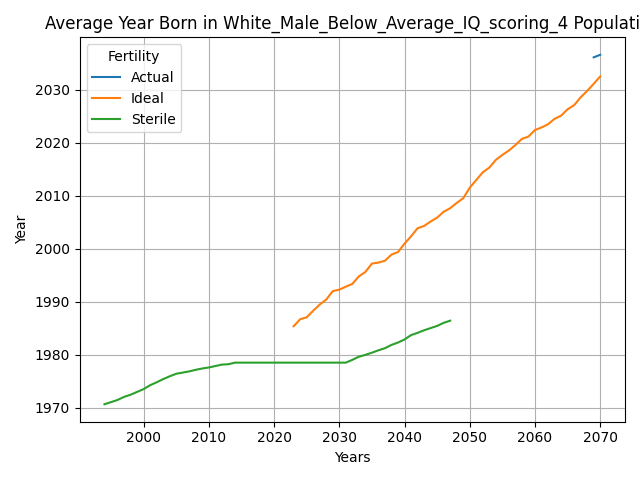 Average Year Born in White_Male_Below_Average_IQ_scoring_4 Populati
Fertility
Actual
Ideal
Sterile
Year
2030
2020
2010
2000
1990
1980
1970
2000 2010 2020 2030 2040 2050 2060 2070
Years